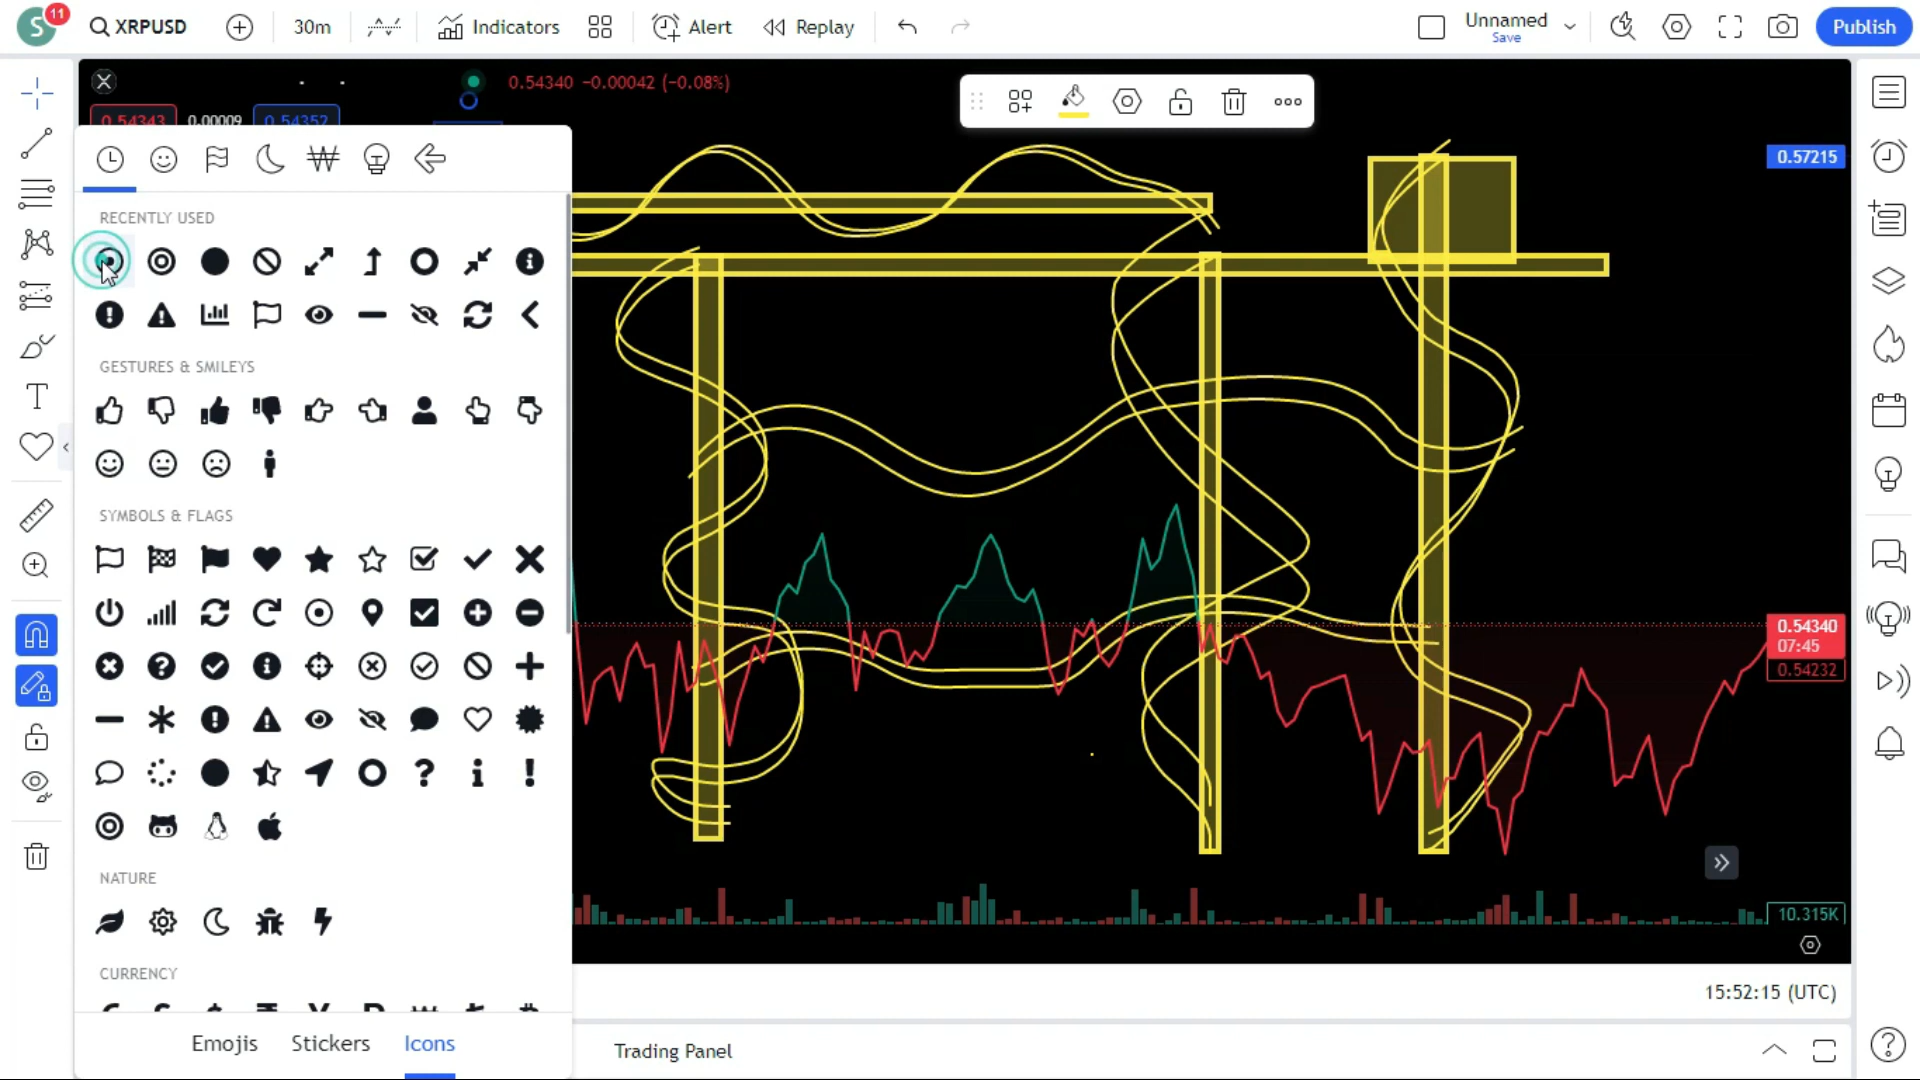 S
11
XRPUSD
30m
Indicators
Alert
Replay
Unnamed
Save
Publish
0.54340 −0.00042 (−0.08%)
0.54343
0.00009
0.54352
RECENTLY USED
GESTURES & SMILEYS
SYMBOLS & FLAGS
NATURE
CURRENCY
Emojis
Stickers
Icons
0.57215
0.54340
07:45
0.54232
10.315K
15:52:15 (UTC)
Trading Panel